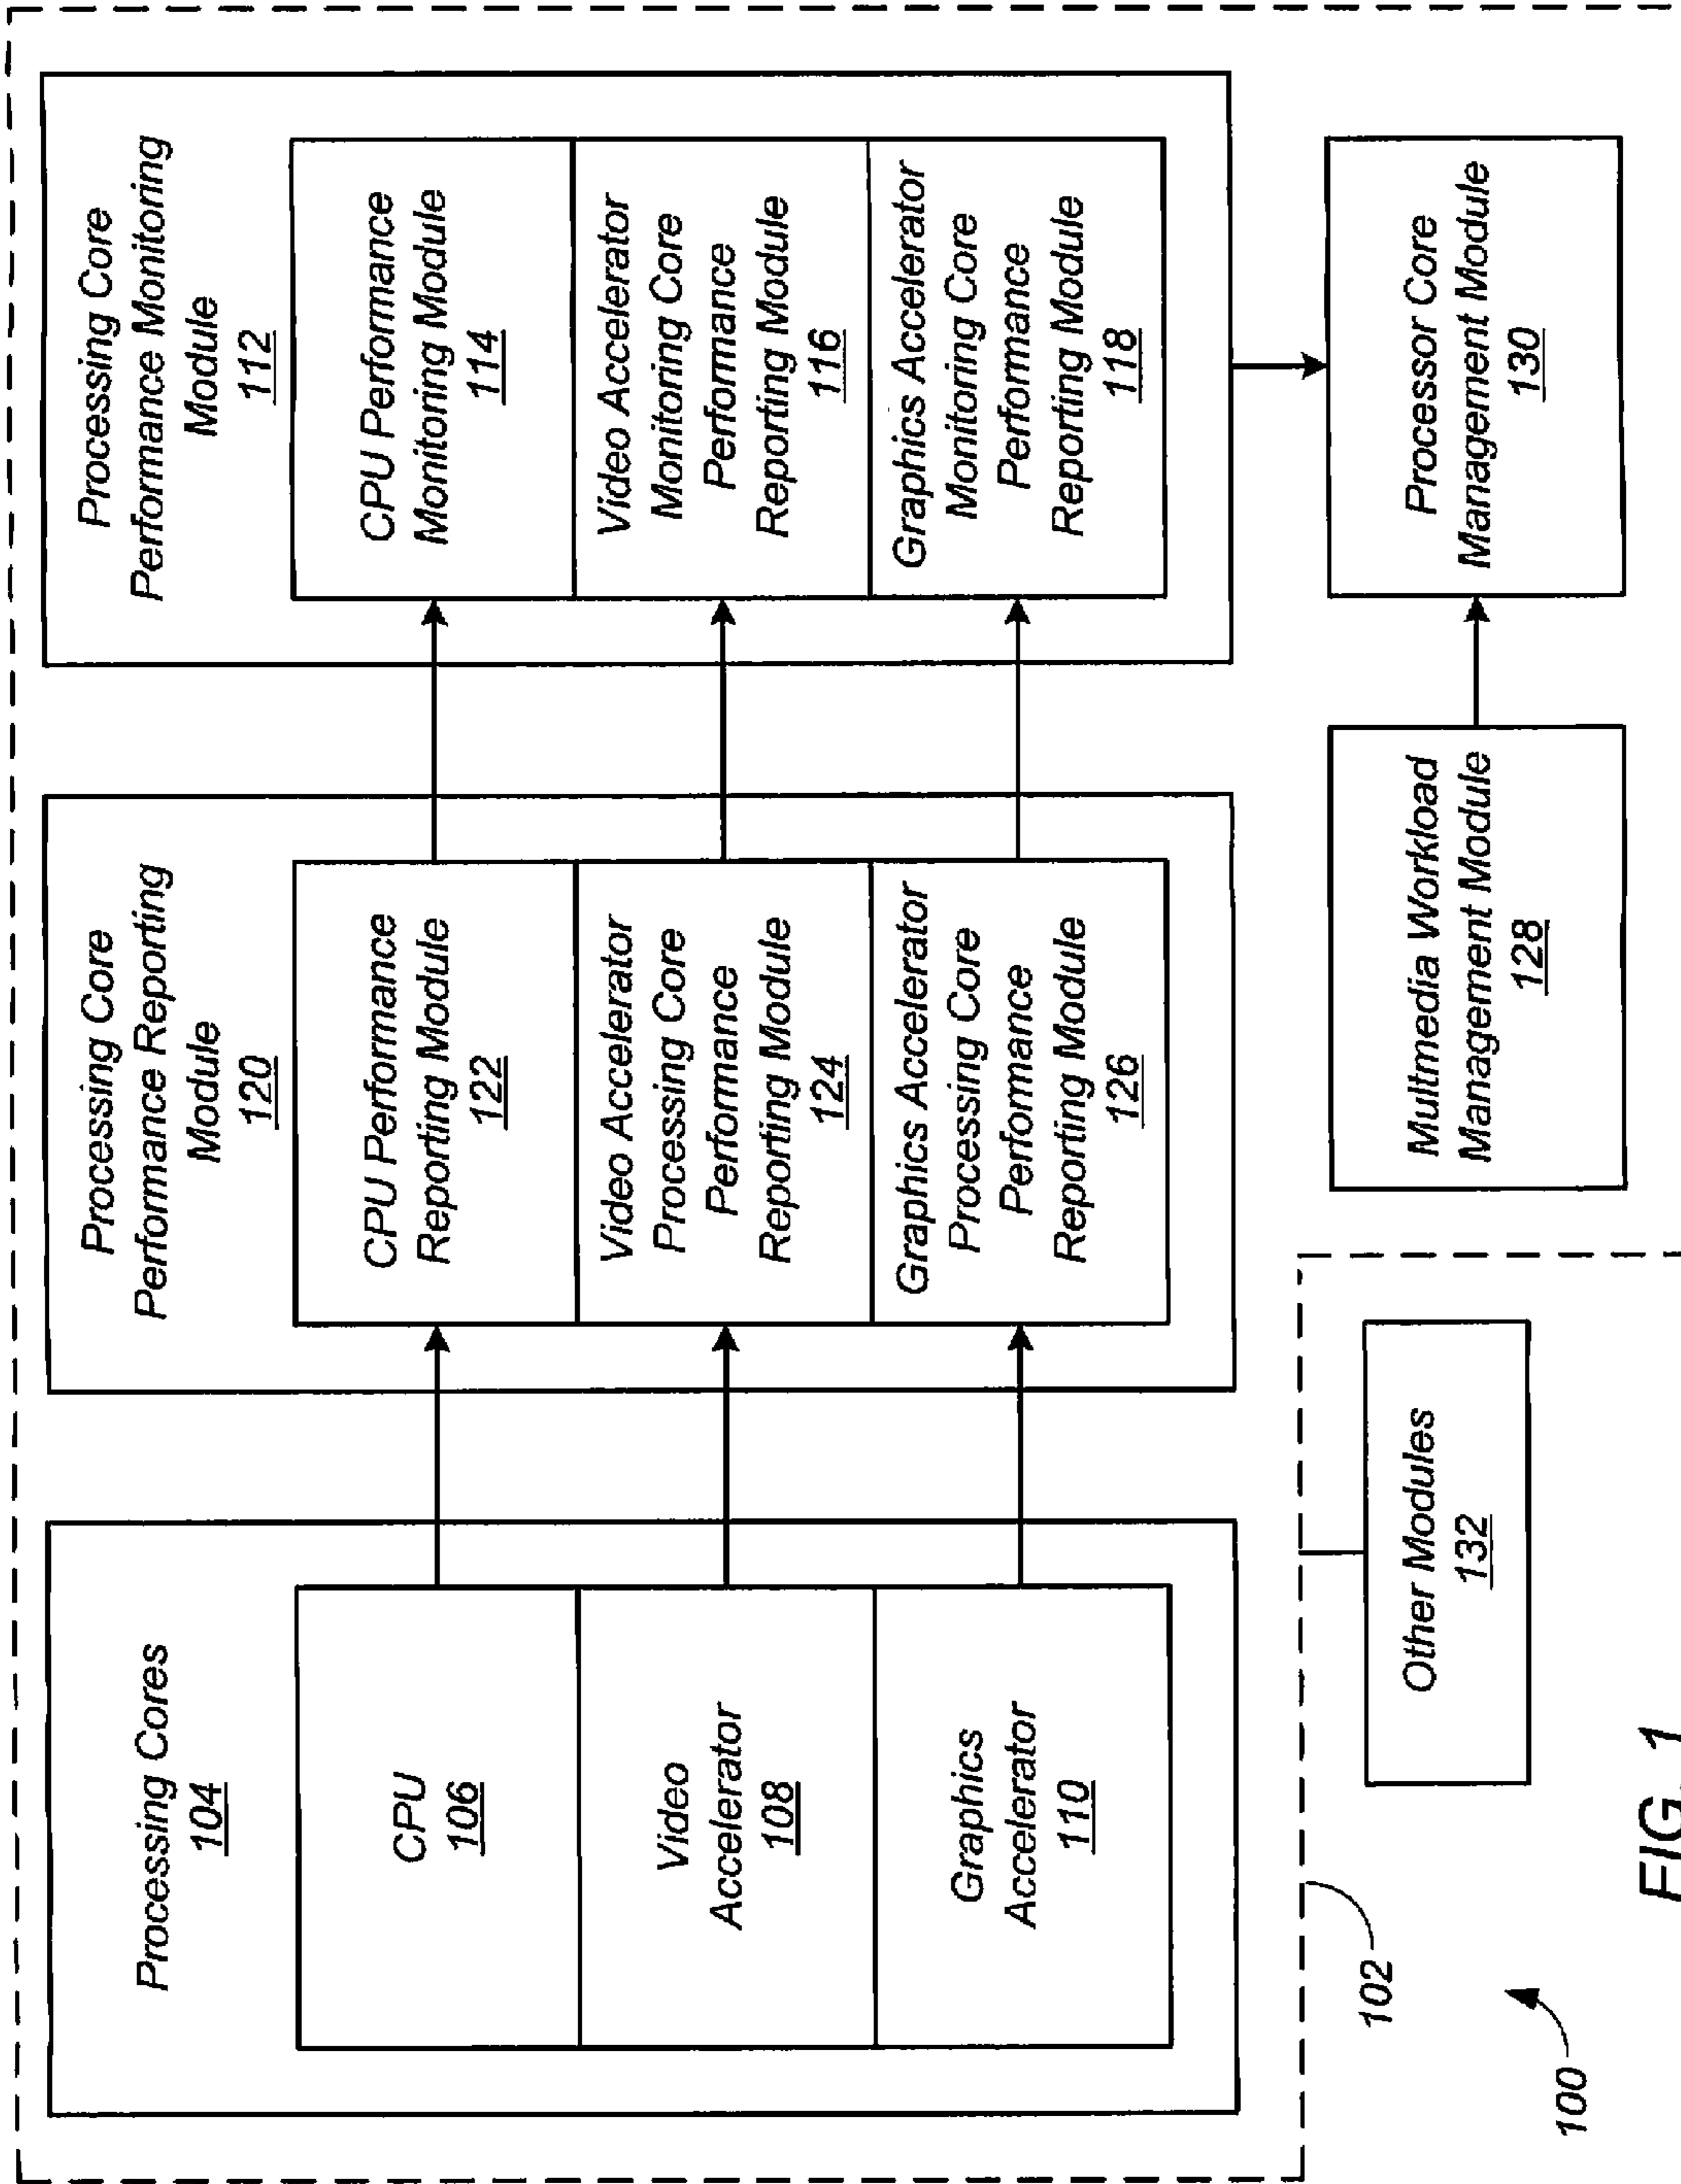 Processing Cores
104
CPU
106
Video
Accelerator
108
Graphics
Accelerator
110
Processing Core
Performance Reporting
Module
120
CPU Performance
Reporting Module
122
Video Accelerator
Processing Core
Performance
Reporting Module
124
Graphics Accelerator
Processing Core
Perfomance
Reporting Module
126
Processing Core
Performance Monitoring
Module
112
CPU Performance
Monitoring Module
114
Video Accelerator
Monitoring Core
Performance
Reporting Module
116
Graphics Accelerator
Monitoring Core
Performance
Reporting Module
118
Other Modules
132
Multmedia Workload
Management Module
128
Processor Core
Management Module
130
102
100
FIG. 1